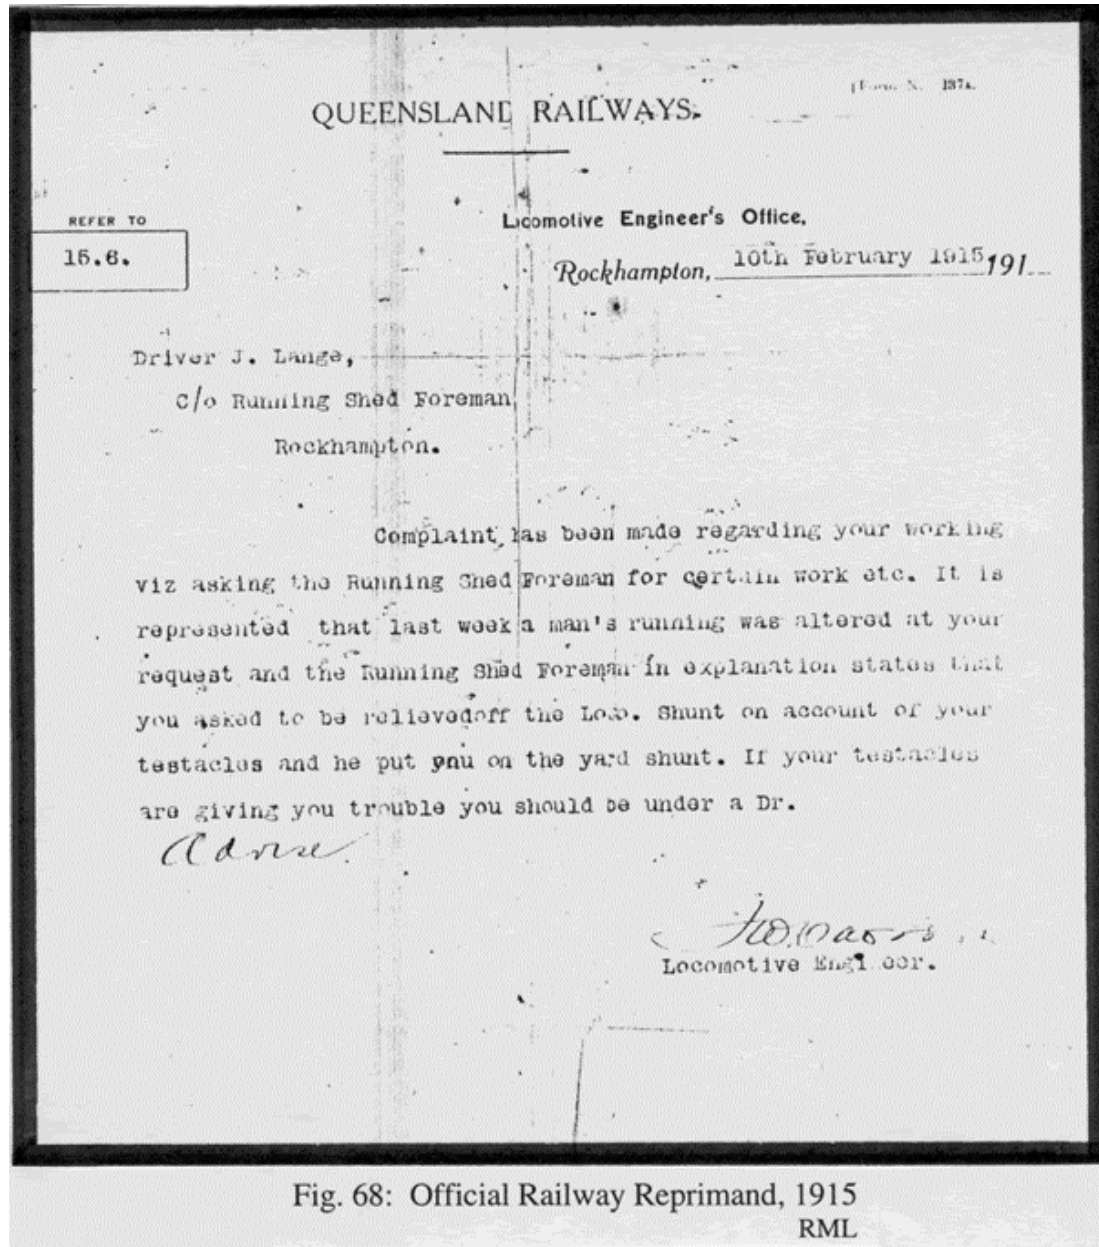 QUEENSLAND RAILWAYS.
137a.
REFER TO
15.6.
Locomotive Engineer's Office,
Rockhampton, 10th February 1915 191
Driver J. Lange,
C/o Running Shed Foreman
Rockhampton.
Complaint has been made regarding your working
viz asking the Running Shed Foreman for certain work etc. It is
represented that last week a man's running was altered at your
request and the Running Shed Foreman in explanation states that
you asked to be relievedoff the Loco. Shunt on account of your
testacles and he put you on the yard shunt. If your testacles
are giving you trouble you should be under a Dr.
Advise.
Locomotive Engineer.
Fig. 68: Official Railway Reprimand, 1915
RML